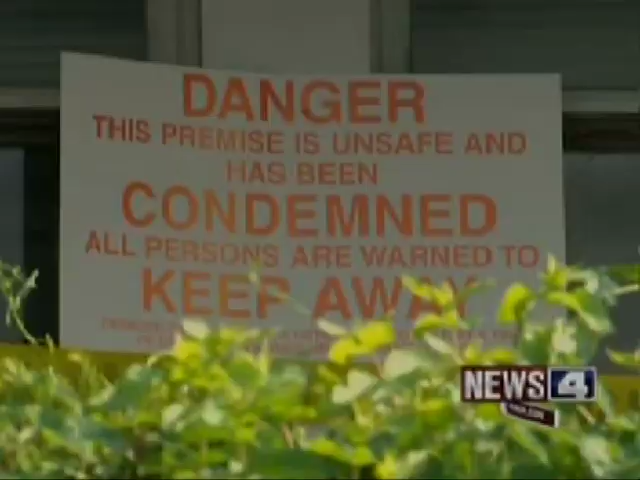 DANGER
THIS PREMISE IS UNSAFE AND
HAS BEEN
CONDEMNED
ALL PERSONS ARE WARNED TO
KEEP AWAY
NEWS 4